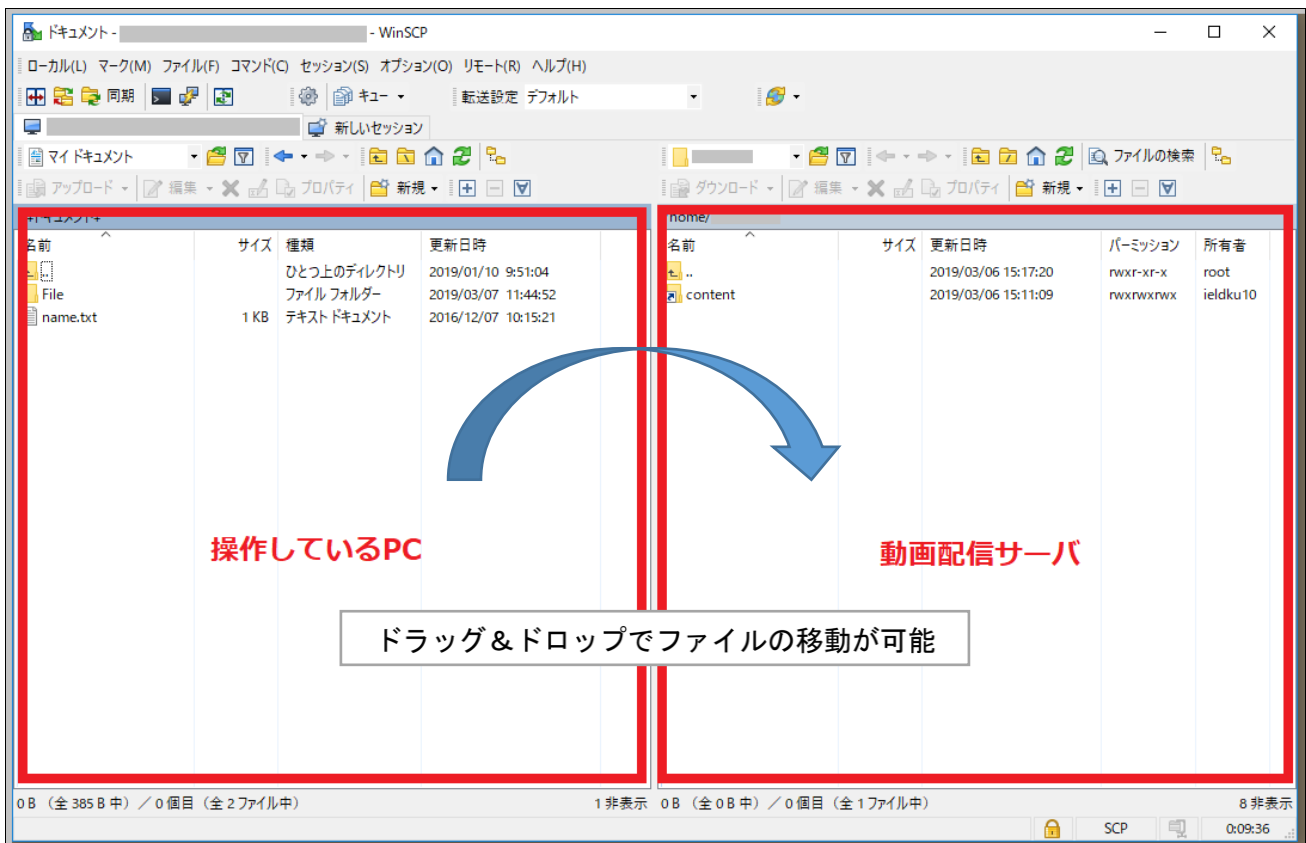 ドキュメント - - WinSCP
ローカル(L) マーク(M) ファイル(F) コマンド(C) セッション(S) オプション(O) リモート(R) ヘルプ(H)
同期 キュー 転送設定 デフォルト
新しいセッション
マイ ドキュメント ファイルの検索
アップロード 編集 プロパティ 新規 ダウンロード 編集 プロパティ 新規
home/
名前 サイズ 種類 更新日時 名前 サイズ 更新日時 パーミッション 所有者
.. ひとつ上のディレクトリ 2019/01/10 9:51:04 .. 2019/03/06 15:17:20 rwxr-xr-x root
File ファイル フォルダー 2019/03/07 11:44:52 content 2019/03/06 15:11:09 rwxrwxrwx ieldku10
name.txt 1 KB テキスト ドキュメント 2016/12/07 10:15:21
操作しているPC 動画配信サーバ
ドラッグ＆ドロップでファイルの移動が可能
0 B （全 385 B 中）／ 0 個目 （全 2 ファイル中） 1 非表示 0 B （全 0 B 中）／ 0 個目 （全 1 ファイル中） 8 非表示
SCP 0:09:36